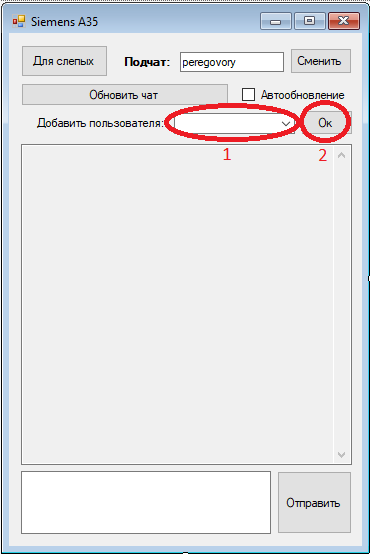 Siemens A35
Для слепых Подчат: peregovory Сменить
Обновить чат Автообновление
Добавить пользователя: Ок
1 2
Отправить